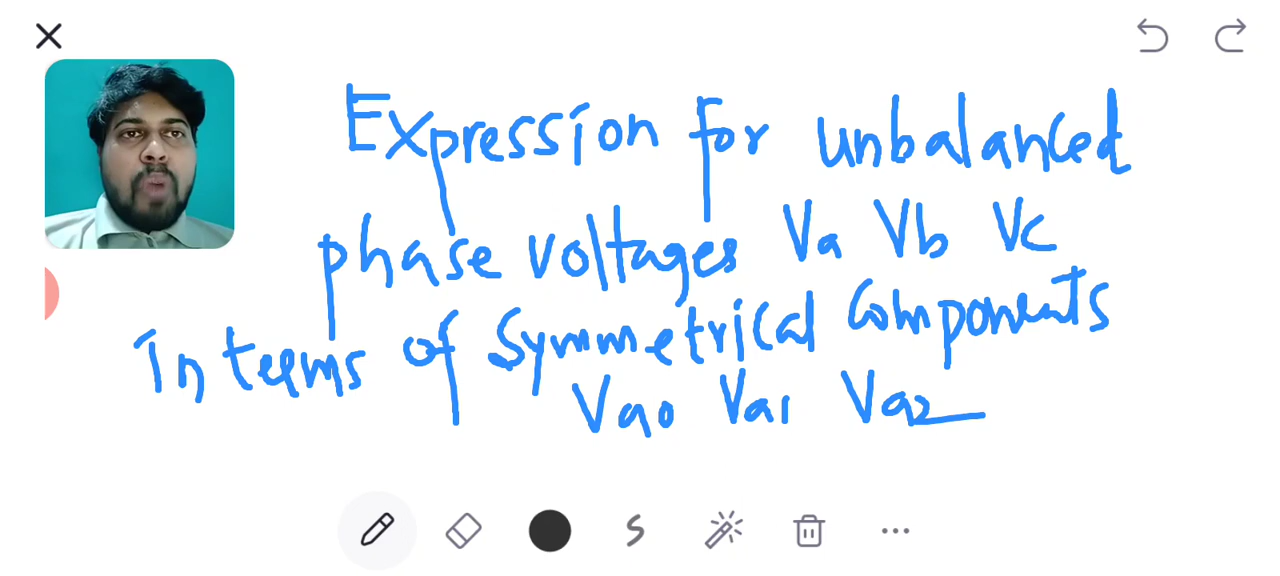 Expression for unbalanced
phase voltages Va Vb Vc
In terms of symmetrical components
Va0 Va1 Va2